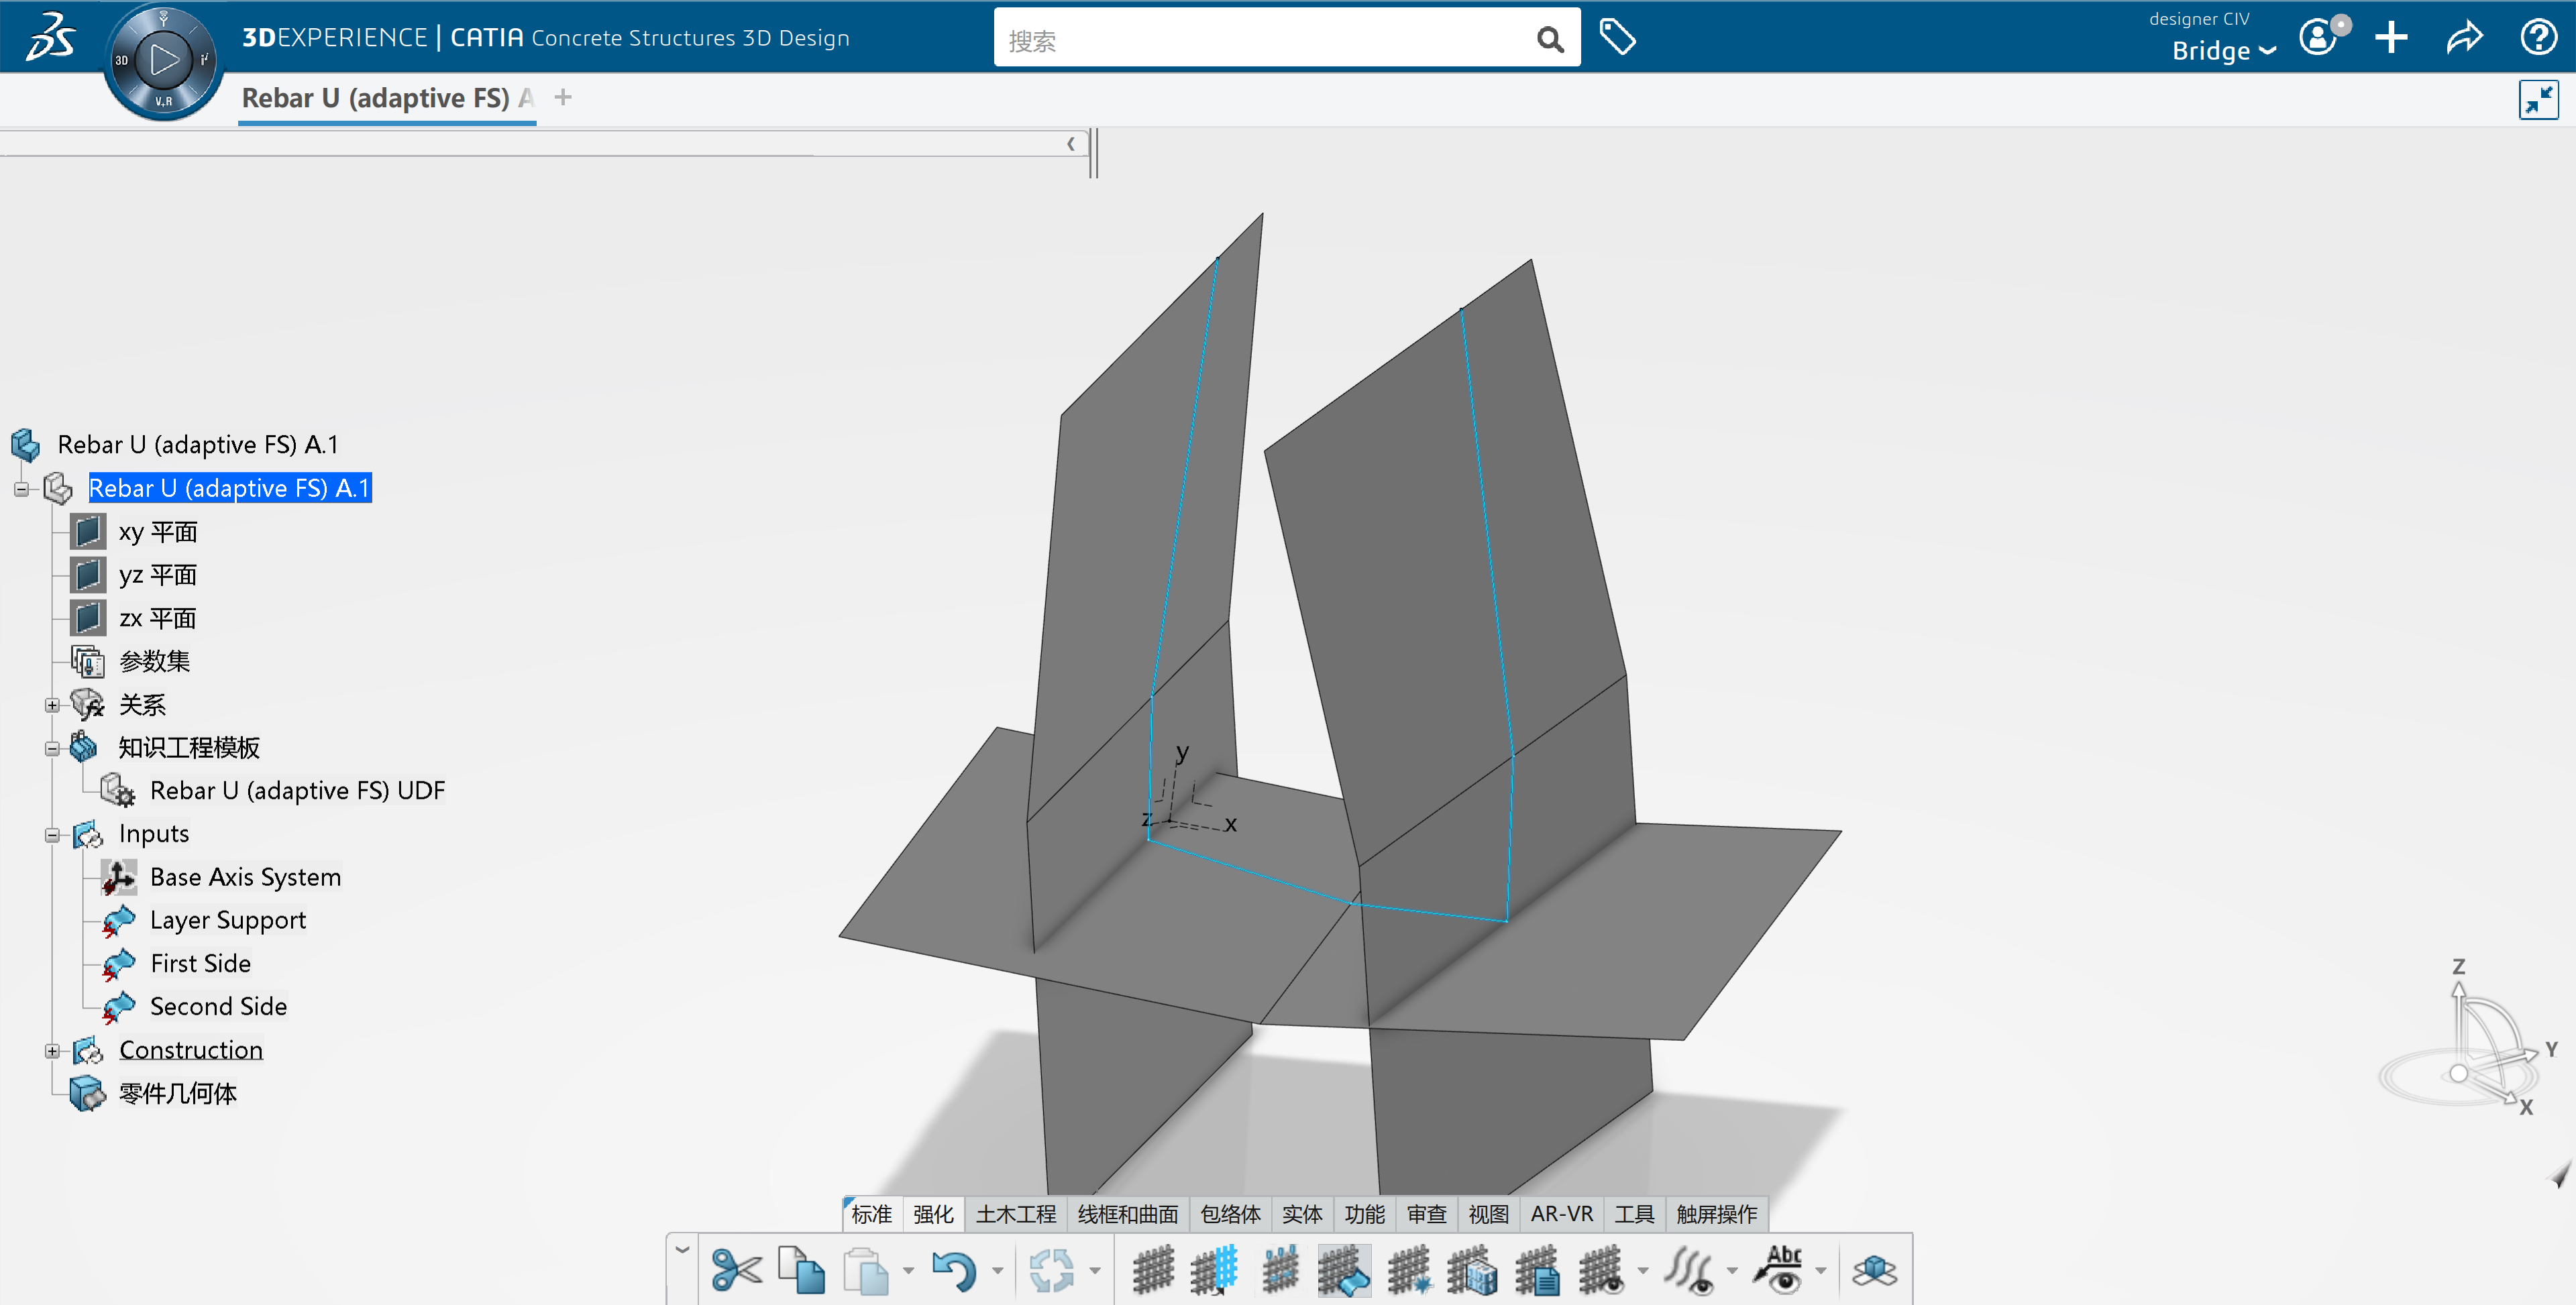 3DEXPERIENCE | CATIA Concrete Structures 3D Design
搜索
designer CIV
Bridge
3D
V,R
Rebar U (adaptive FS) A
Rebar U (adaptive FS) A.1
Rebar U (adaptive FS) A.1
xy 平面
yz 平面
zx 平面
参数集
关系
知识工程模板
Rebar U (adaptive FS) UDF
Inputs
Base Axis System
Layer Support
First Side
Second Side
Construction
零件几何体
y
z
x
Z
Y
X
标准 强化 土木工程 线框和曲面 包络体 实体 功能 审查 视图 AR-VR 工具 触屏操作
Abc